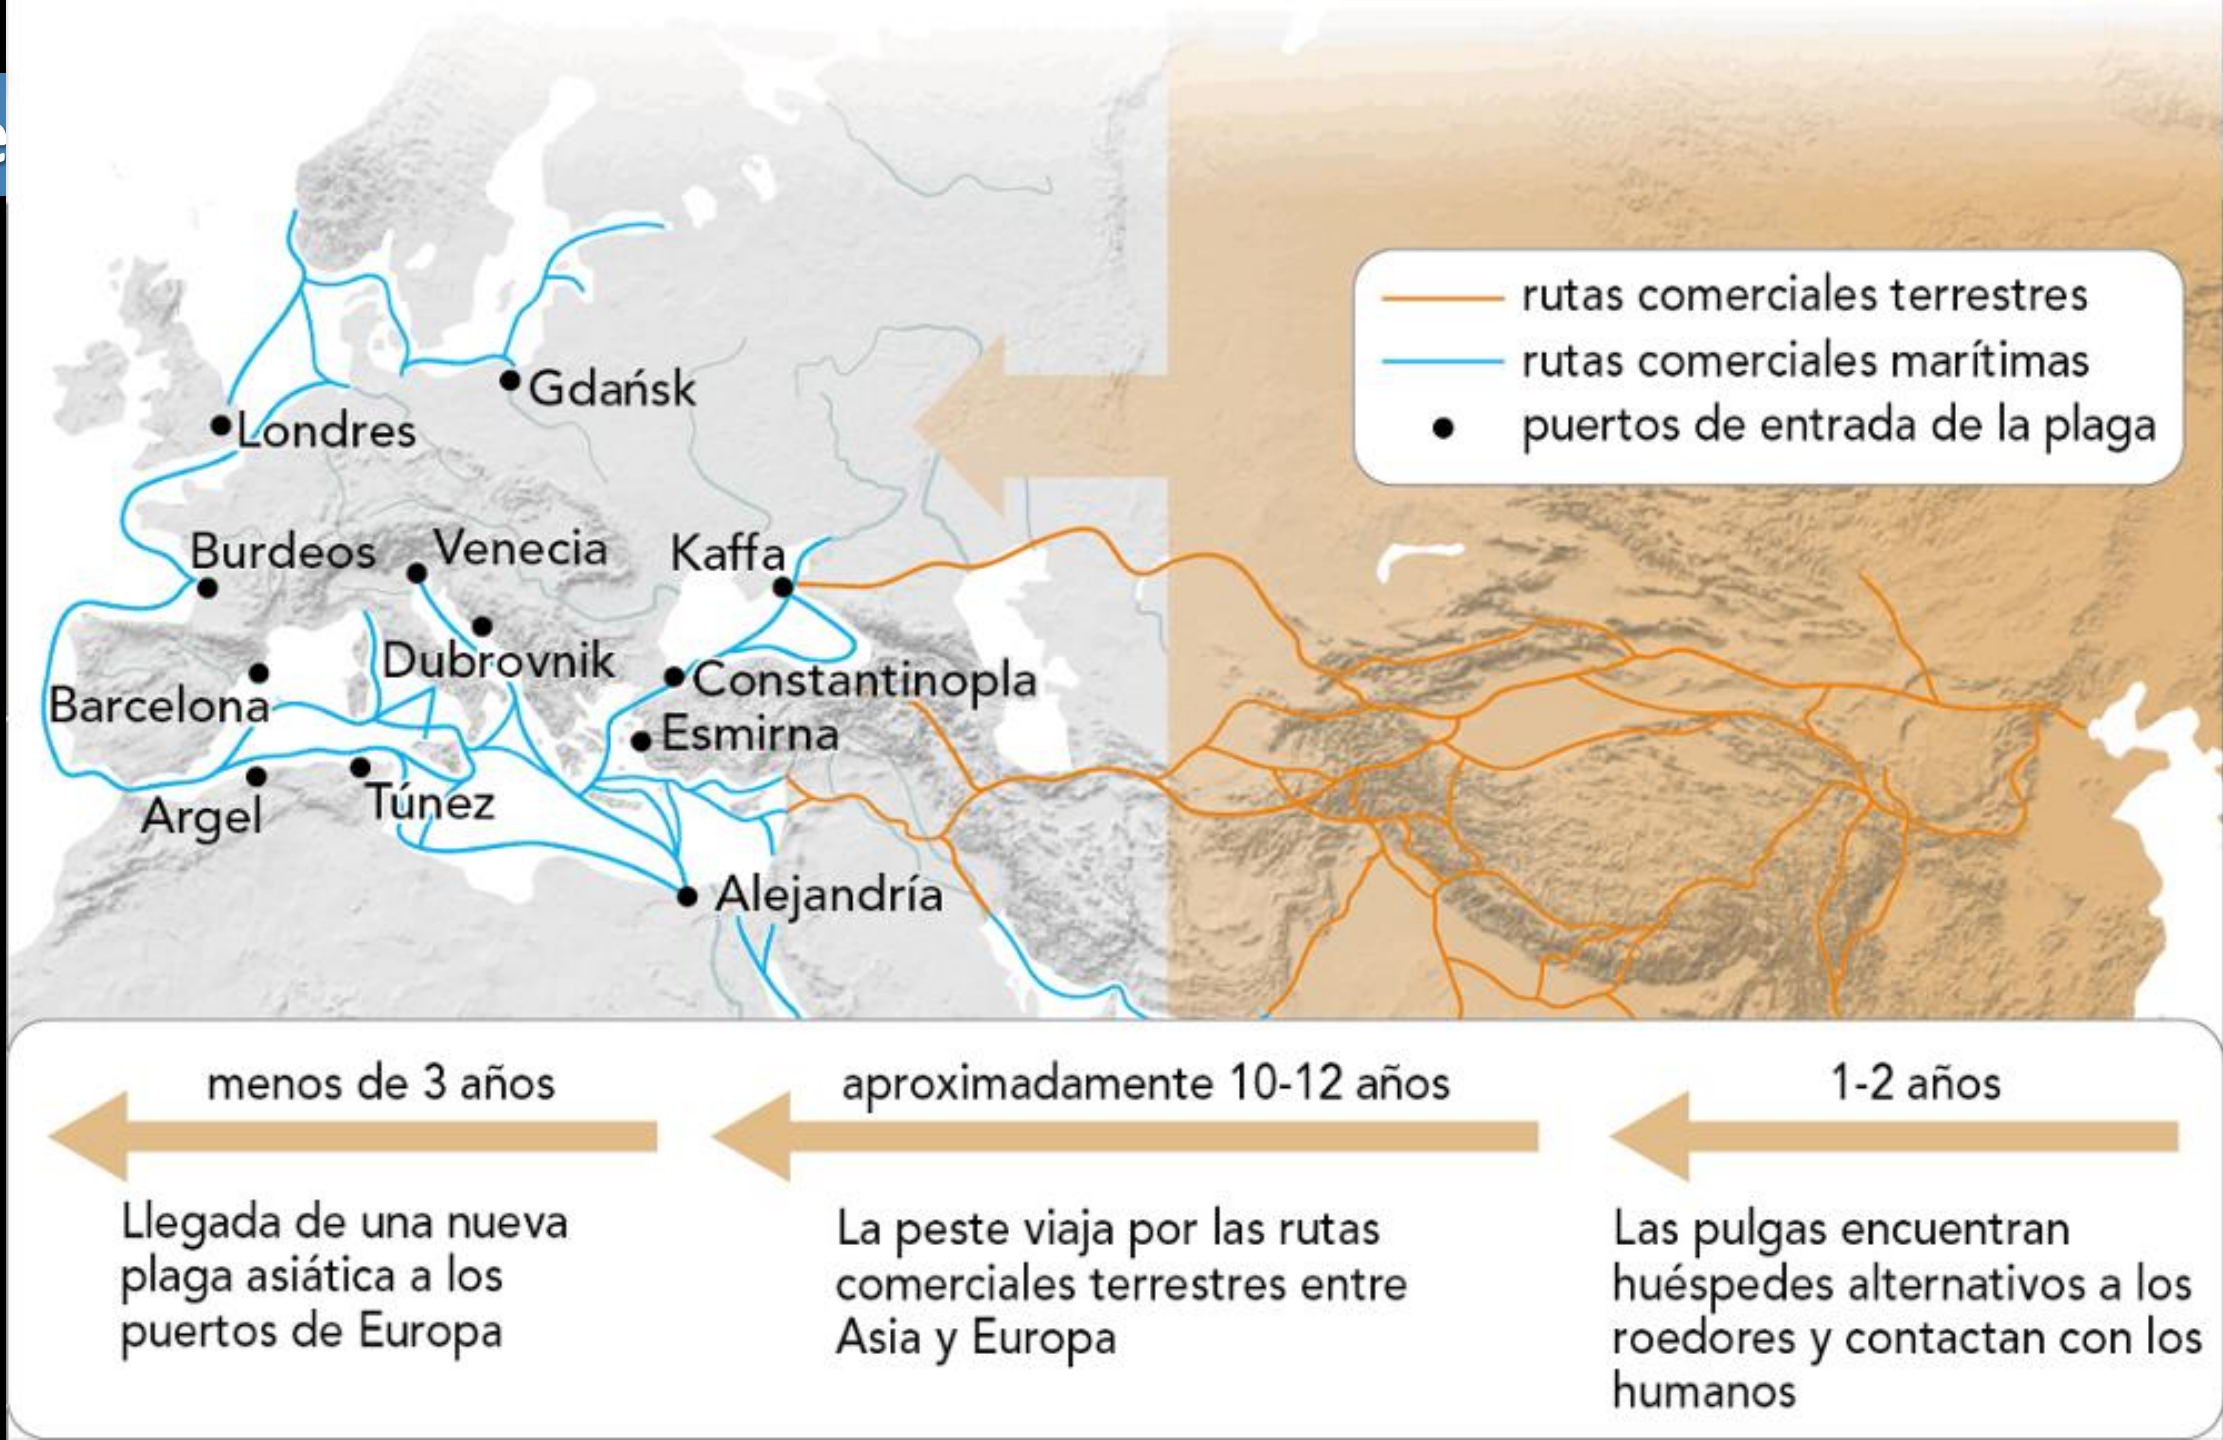 rutas comerciales terrestres
rutas comerciales marítimas
puertos de entrada de la plaga
Gdańsk
Londres
Burdeos
Venecia
Kaffa
Dubrovnik
Constantinopla
Barcelona
Esmirna
Argel
Túnez
Alejandría
menos de 3 años
Llegada de una nueva
plaga asiática a los
puertos de Europa
aproximadamente 10-12 años
La peste viaja por las rutas
comerciales terrestres entre
Asia y Europa
1-2 años
Las pulgas encuentran
huéspedes alternativos a los
roedores y contactan con los
humanos